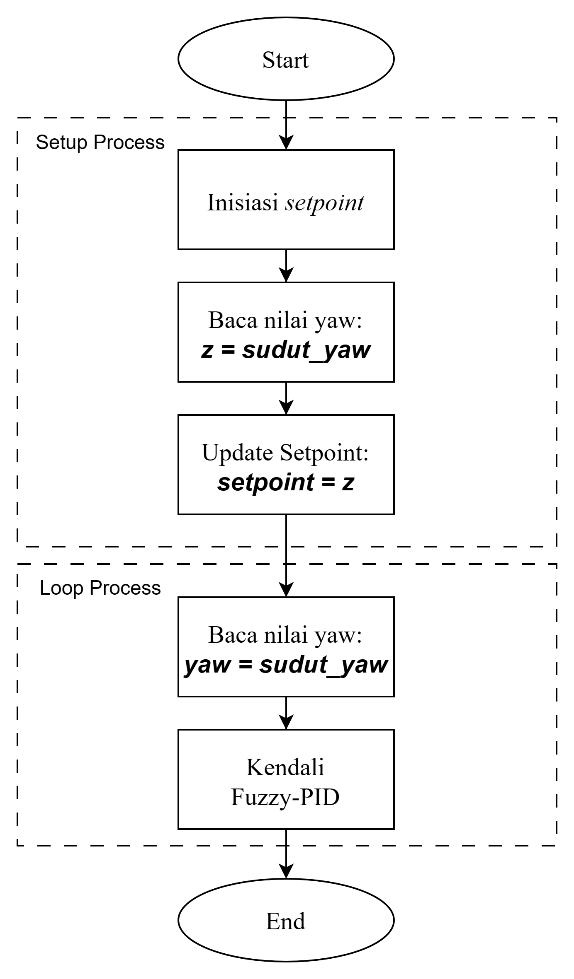 Start
Setup Process
Inisiasi setpoint
Baca nilai yaw:
z = sudut_yaw
Update Setpoint:
setpoint = z
Loop Process
Baca nilai yaw:
yaw = sudut_yaw
Kendali
Fuzzy-PID
End